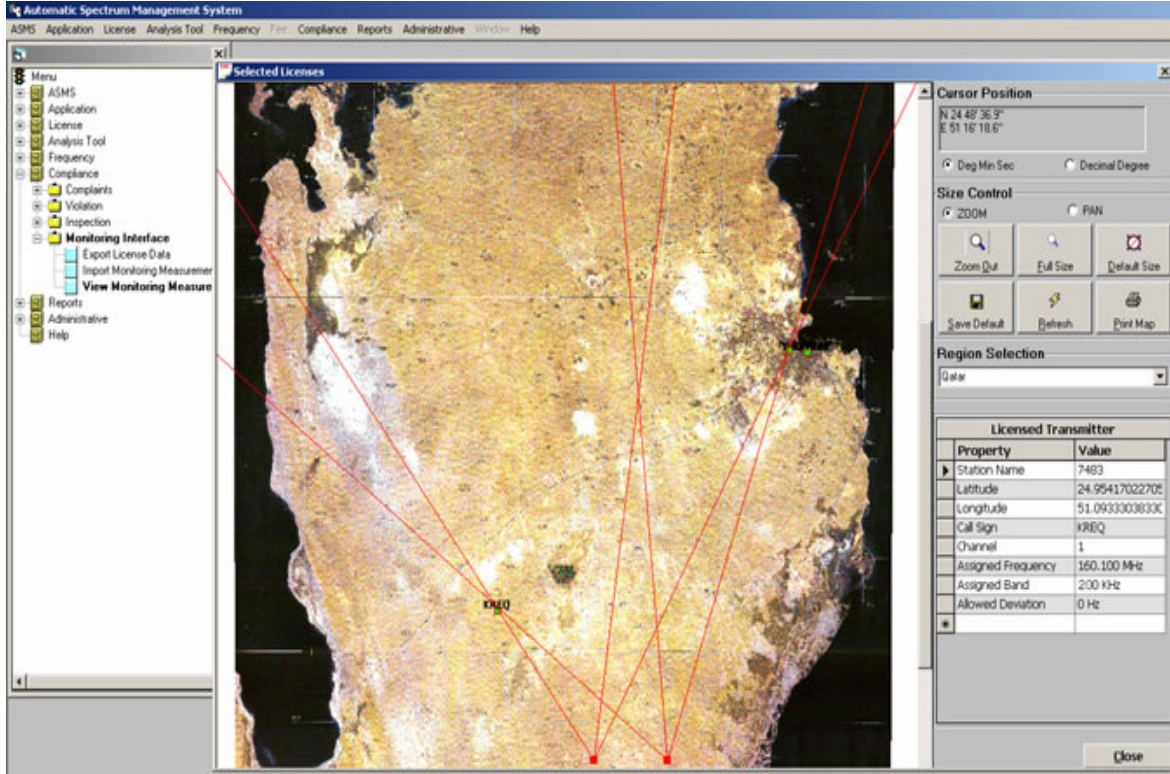 Automatic Spectrum Management System
ASMS Application License Analysis Tool Frequency Fee Compliance Reports Administrative Window Help
Menu
ASMS
Application
License
Analysis Tool
Frequency
Compliance
Complaints
Violation
Inspection
Monitoring Interface
Export License Data
Import Monitoring Measuremer
View Monitoring Measure
Reports
Administrative
Help
Selected Licenses
KREQ
Cursor Position
N 24 48' 36.9"
E 51 16' 18.6"
Deg Min Sec Decimal Degree
Size Control
ZOOM PAN
Zoom Out Full Size Default Size
Save Default Refresh Print Map
Region Selection
Qatar
Licensed Transmitter
Property Value
Station Name 7483
Latitude 24.95417022705
Longitude 51.0933303833
Call Sign KREQ
Channel 1
Assigned Frequency 160.100 MHz
Assigned Band 200 KHz
Allowed Deviation 0 Hz
Close